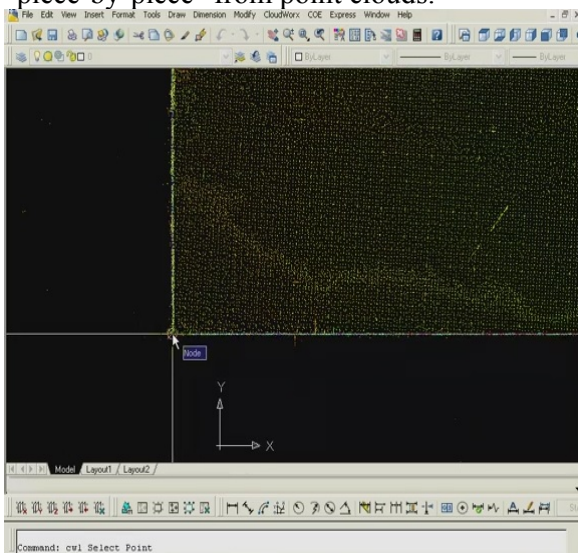 "piece-by-piece" from point clouds.
File Edit View Insert Format Tools Draw Dimension Modify CloudWorx COE Express Window Help
0 ByLayer ByLayer ByLayer
Node
Y
X
Model Layout1 Layout2
Command: cwl Select Point